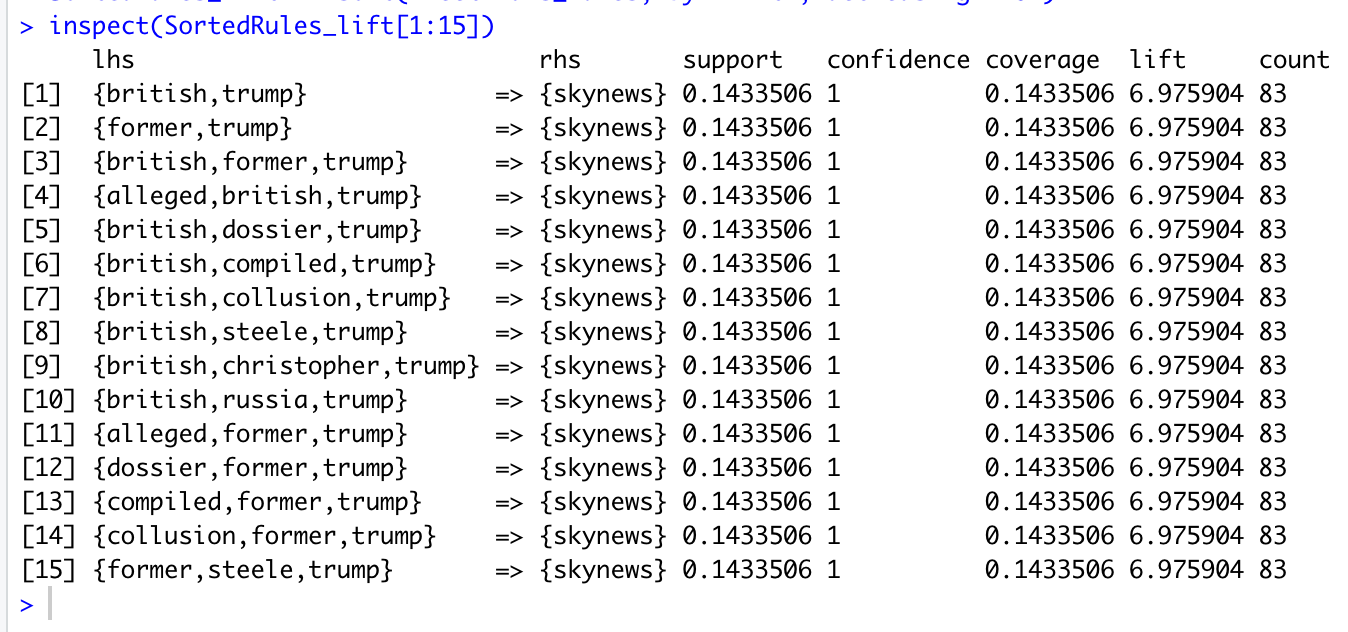 > inspect(SortedRules_lift[1:15])
lhs rhs support confidence coverage lift count
[1] {british,trump} => {skynews} 0.1433506 1 0.1433506 6.975904 83
[2] {former,trump} => {skynews} 0.1433506 1 0.1433506 6.975904 83
[3] {british,former,trump} => {skynews} 0.1433506 1 0.1433506 6.975904 83
[4] {alleged,british,trump} => {skynews} 0.1433506 1 0.1433506 6.975904 83
[5] {british,dossier,trump} => {skynews} 0.1433506 1 0.1433506 6.975904 83
[6] {british,compiled,trump} => {skynews} 0.1433506 1 0.1433506 6.975904 83
[7] {british,collusion,trump} => {skynews} 0.1433506 1 0.1433506 6.975904 83
[8] {british,steele,trump} => {skynews} 0.1433506 1 0.1433506 6.975904 83
[9] {british,christopher,trump} => {skynews} 0.1433506 1 0.1433506 6.975904 83
[10] {british,russia,trump} => {skynews} 0.1433506 1 0.1433506 6.975904 83
[11] {alleged,former,trump} => {skynews} 0.1433506 1 0.1433506 6.975904 83
[12] {dossier,former,trump} => {skynews} 0.1433506 1 0.1433506 6.975904 83
[13] {compiled,former,trump} => {skynews} 0.1433506 1 0.1433506 6.975904 83
[14] {collusion,former,trump} => {skynews} 0.1433506 1 0.1433506 6.975904 83
[15] {former,steele,trump} => {skynews} 0.1433506 1 0.1433506 6.975904 83
>